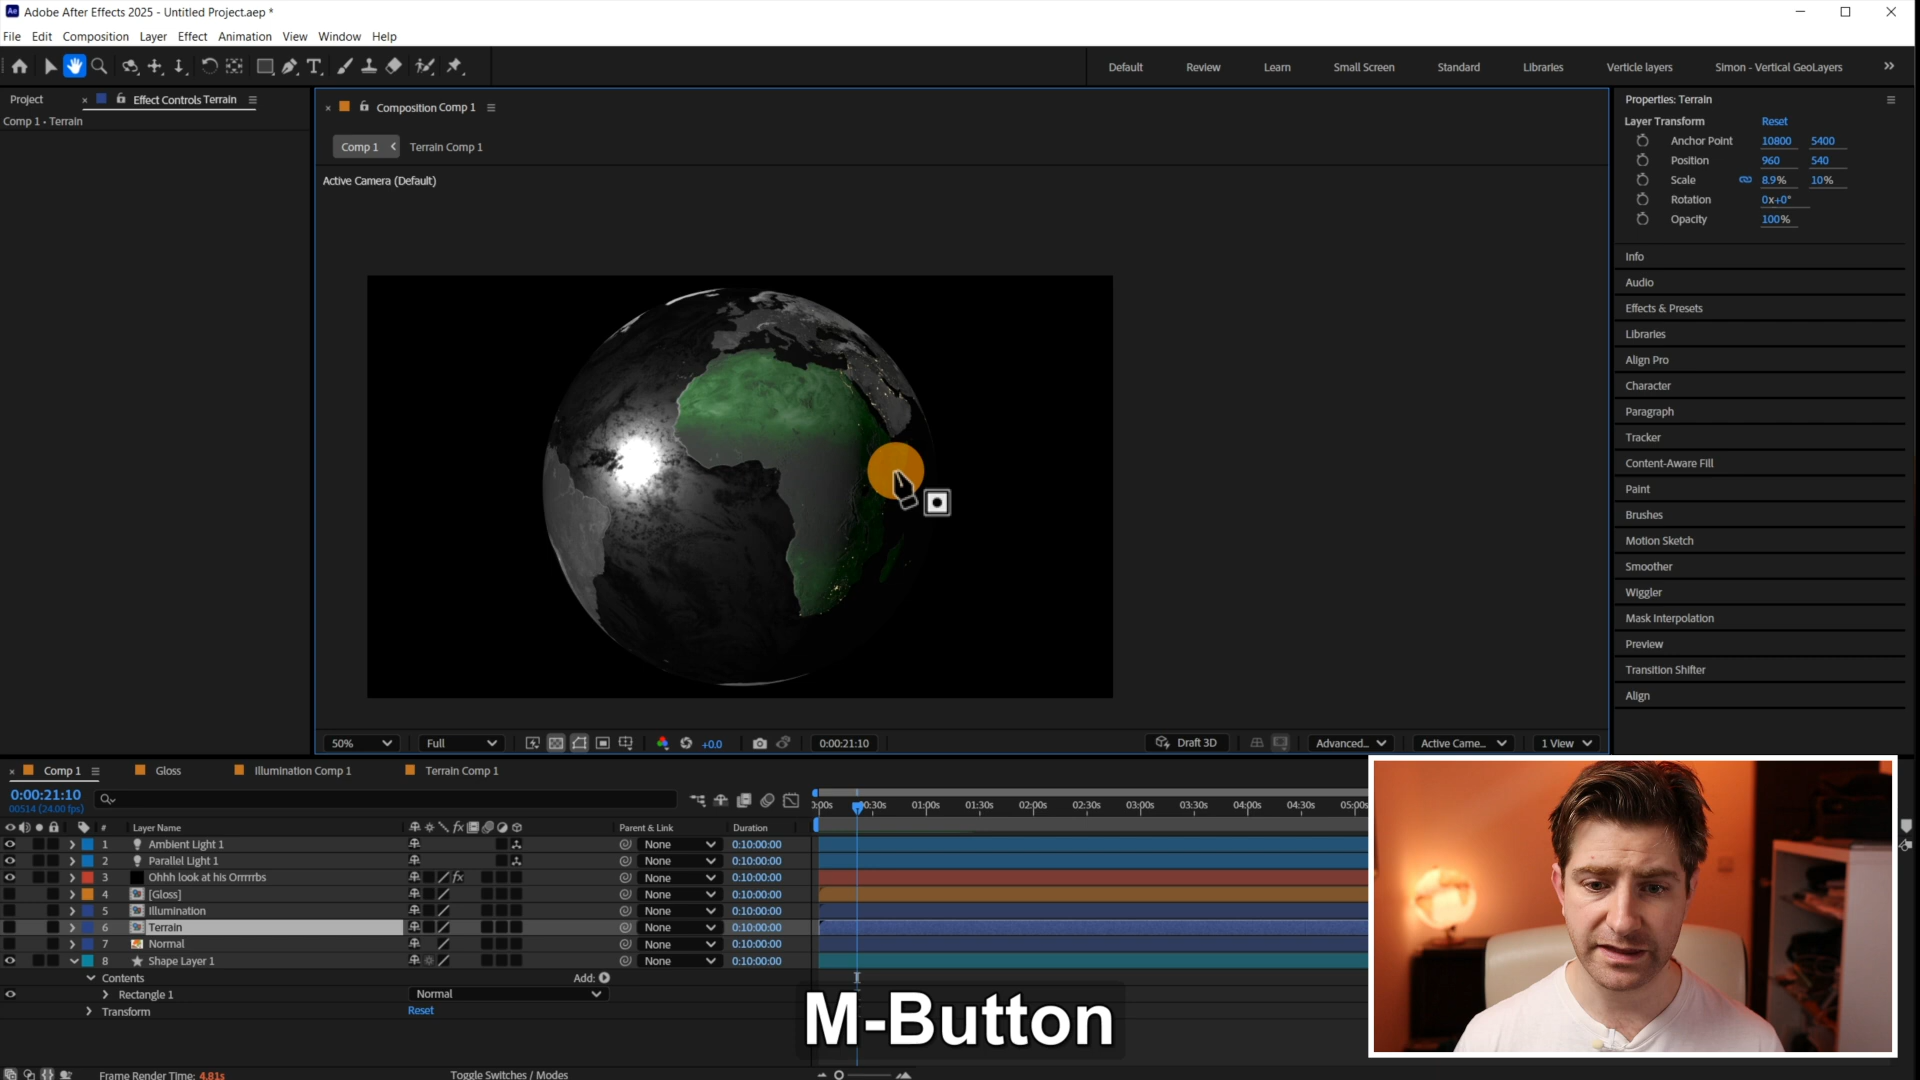 Ae Adobe After Effects 2025 - Untitled Project.aep *
File Edit Composition Layer Effect Animation View Window Help
Default Review Learn Small Screen Standard Libraries Verticle layers Simon - Vertical GeoLayers
Project
Effect Controls Terrain
Comp 1 • Terrain
Composition Comp 1
Comp 1
Terrain Comp 1
Active Camera (Default)
50%
Full
+0.0
0:00:21:10
Draft 3D
Advanced...
Active Came...
1 View
Properties: Terrain
Layer Transform Reset
Anchor Point 10800 5400
Position 960 540
Scale 8.9% 10%
Rotation 0x+0°
Opacity 100%
Info
Audio
Effects & Presets
Libraries
Align Pro
Character
Paragraph
Tracker
Content-Aware Fill
Paint
Brushes
Motion Sketch
Smoother
Wiggler
Mask Interpolation
Preview
Transition Shifter
Align
Comp 1 Gloss Illumination Comp 1 Terrain Comp 1
0:00:21:10
00514 (24.00 fps)
00:30s 01:00s 01:30s 02:00s 02:30s 03:00s 03:30s 04:00s 04:30s 05:00s
# Layer Name Parent & Link Duration
1 Ambient Light 1 None 0:10:00:00
2 Parallel Light 1 None 0:10:00:00
3 Ohhh look at his Orrrrrbs fx None 0:10:00:00
4 [Gloss] None 0:10:00:00
5 Illumination None 0:10:00:00
6 Terrain None 0:10:00:00
7 Normal None 0:10:00:00
8 Shape Layer 1 None 0:10:00:00
Contents Add:
Rectangle 1 Normal
Transform Reset
M-Button
Frame Render Time: 4.81s
Toggle Switches / Modes